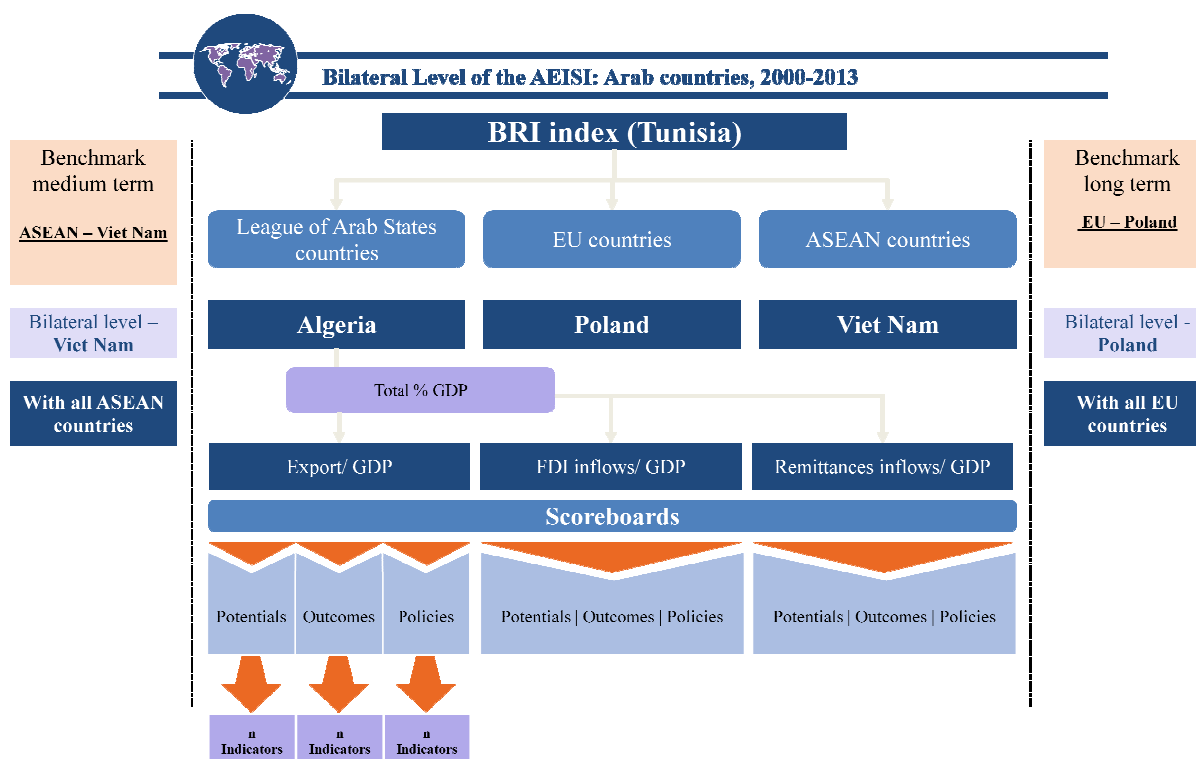 Bilateral Level of the AEISI: Arab countries, 2000-2013
BRI index (Tunisia)
Benchmark
medium term
ASEAN – Viet Nam
Bilateral level –
Viet Nam
With all ASEAN
countries
League of Arab States
countries
EU countries
ASEAN countries
Algeria
Poland
Viet Nam
Total % GDP
Export/ GDP
FDI inflows/ GDP
Remittances inflows/ GDP
Scoreboards
Potentials
Outcomes
Policies
Potentials | Outcomes | Policies
Potentials | Outcomes | Policies
n
Indicators
n
Indicators
n
Indicators
Benchmark
long term
EU – Poland
Bilateral level -
Poland
With all EU
countries